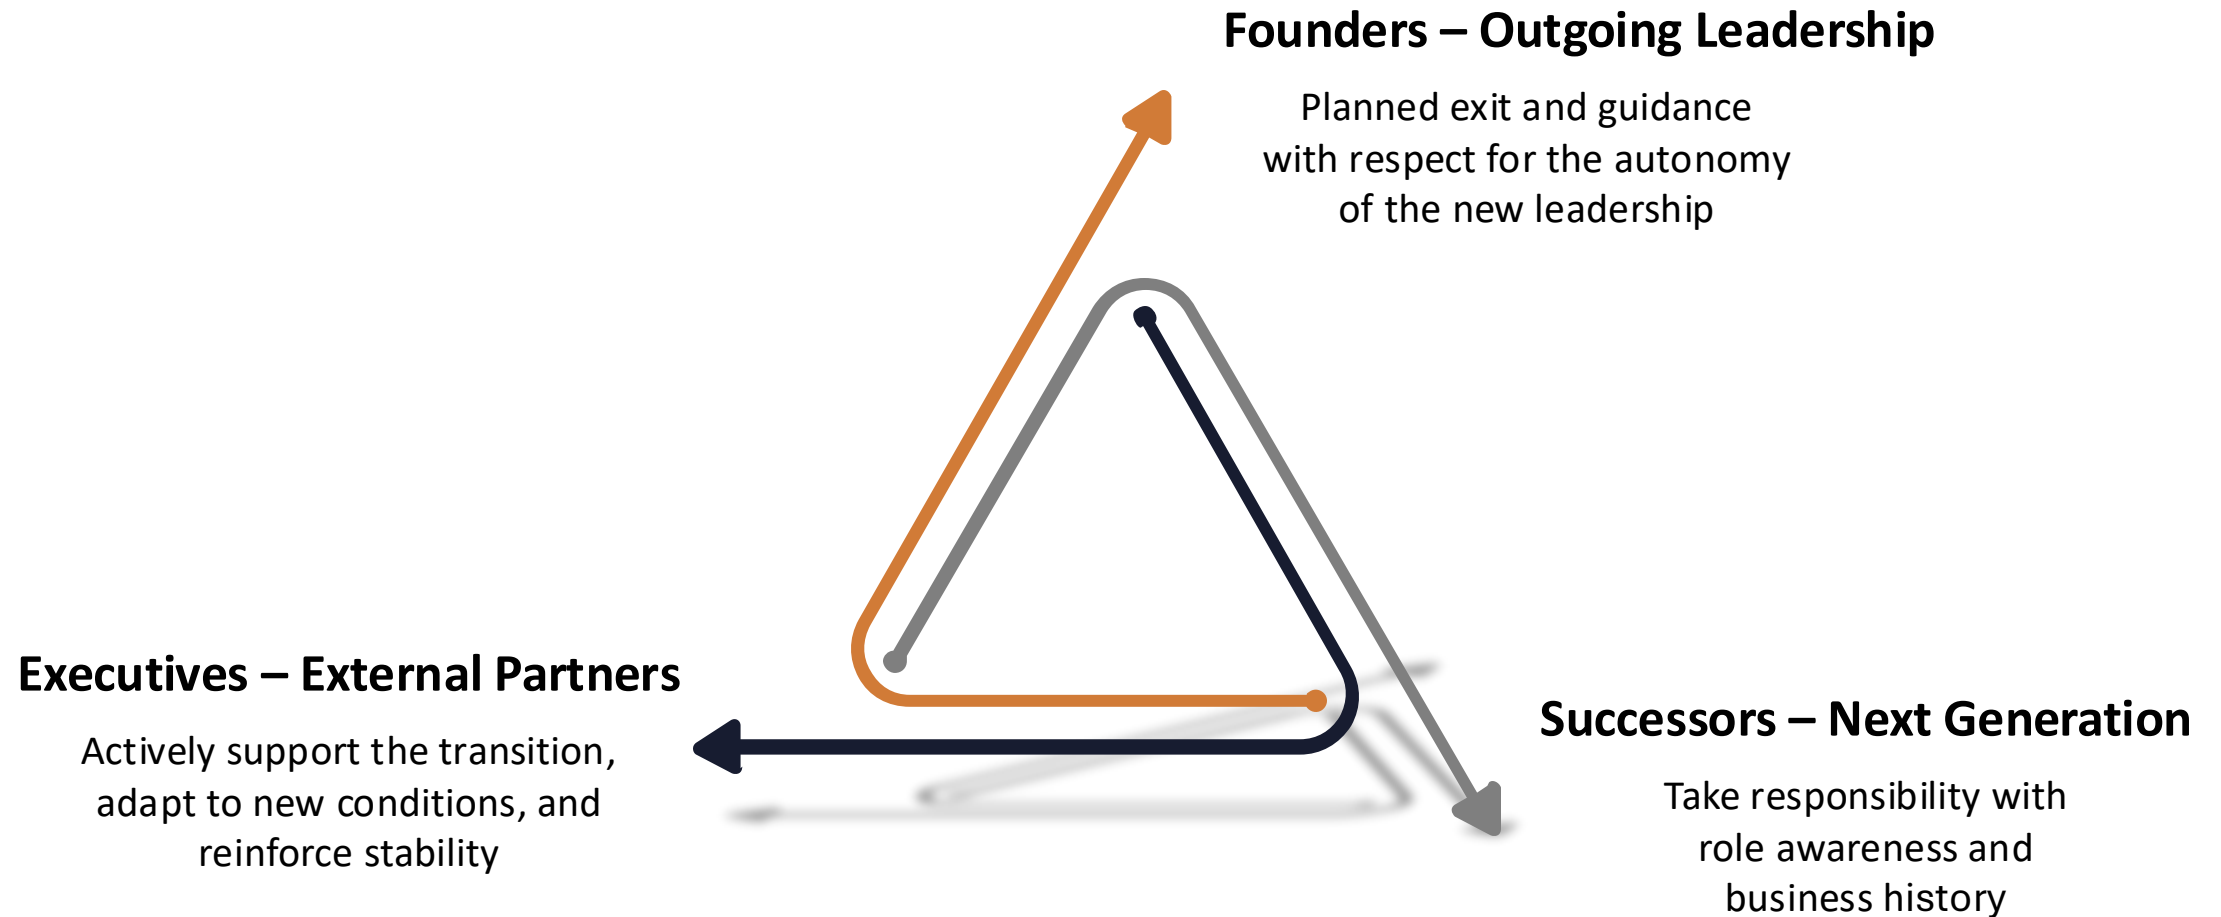 Founders – Outgoing Leadership
Planned exit and guidance
with respect for the autonomy
of the new leadership
Executives – External Partners
Actively support the transition,
adapt to new conditions, and
reinforce stability
Successors – Next Generation
Take responsibility with
role awareness and
business history